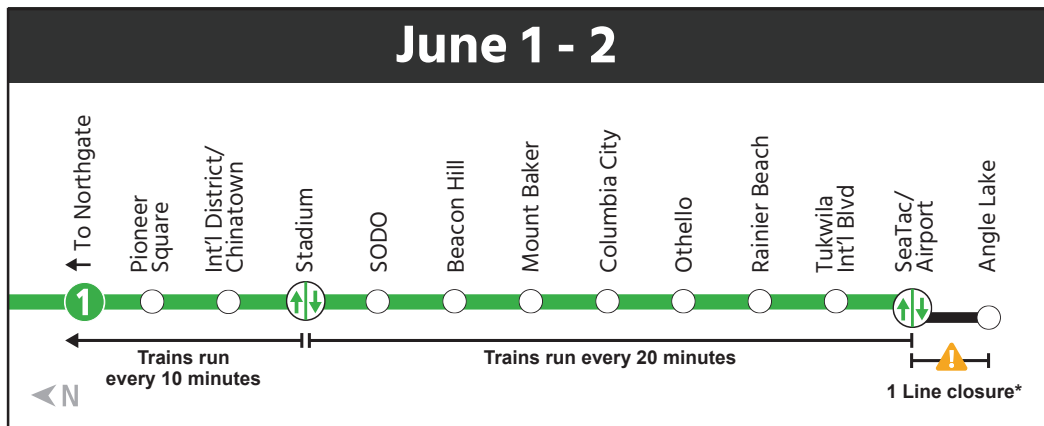 June 1 - 2
To Northgate
Pioneer
Square
Int'l District/
Chinatown
Stadium
SODO
Beacon Hill
Mount Baker
Columbia City
Othello
Rainier Beach
Tukwila
Int'l Blvd
SeaTac/
Airport
Angle Lake
1
Trains run
every 10 minutes
Trains run every 20 minutes
!
1 Line closure*
N